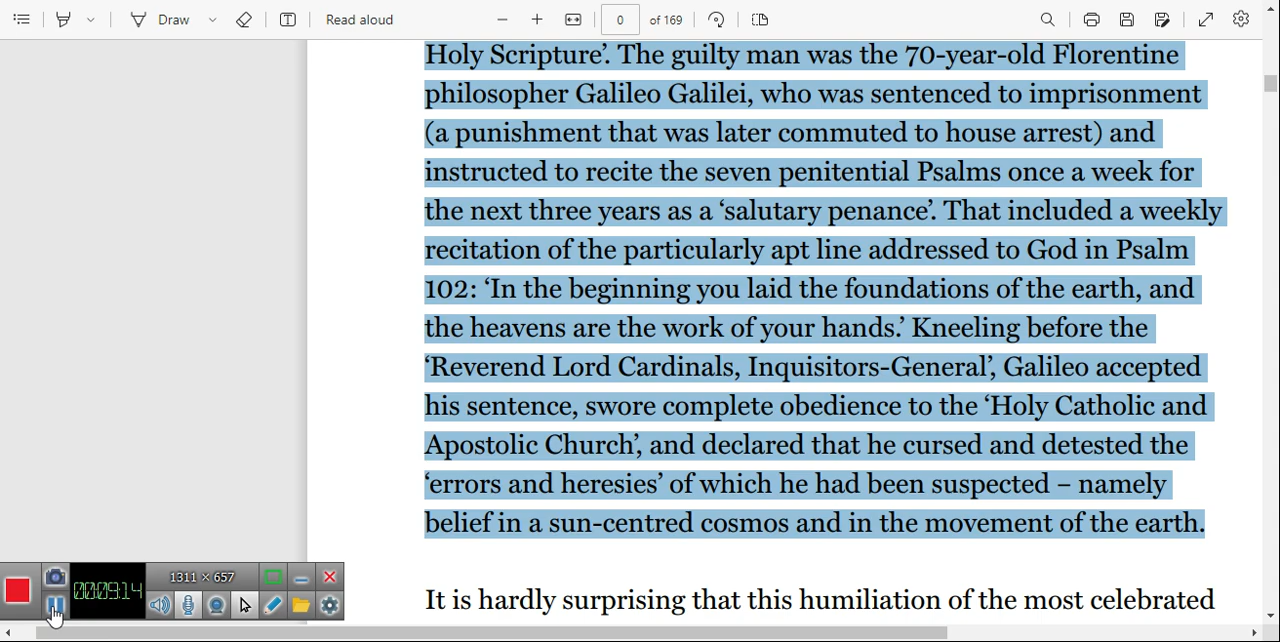 Draw
Read aloud
0
of 169
Holy Scripture’. The guilty man was the 70-year-old Florentine
philosopher Galileo Galilei, who was sentenced to imprisonment
(a punishment that was later commuted to house arrest) and
instructed to recite the seven penitential Psalms once a week for
the next three years as a ‘salutary penance’. That included a weekly
recitation of the particularly apt line addressed to God in Psalm
102: ‘In the beginning you laid the foundations of the earth, and
the heavens are the work of your hands.’ Kneeling before the
‘Reverend Lord Cardinals, Inquisitors-General’, Galileo accepted
his sentence, swore complete obedience to the ‘Holy Catholic and
Apostolic Church’, and declared that he cursed and detested the
‘errors and heresies’ of which he had been suspected – namely
belief in a sun-centred cosmos and in the movement of the earth.
It is hardly surprising that this humiliation of the most celebrated
1311 × 657
00:09:14